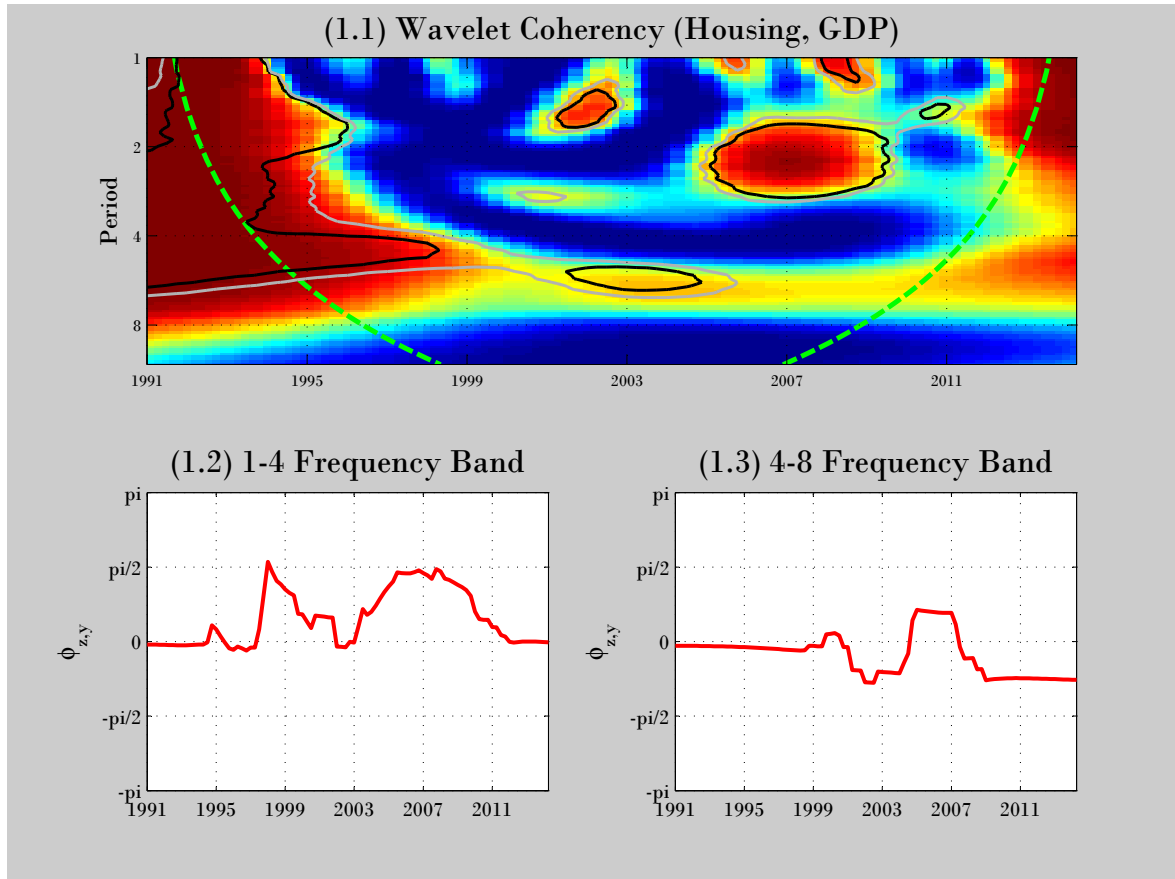 (1.1) Wavelet Coherency (Housing, GDP)
Period
1
2
4
8
1991 1995 1999 2003 2007 2011
(1.2) 1-4 Frequency Band
ϕz,y
pi
pi/2
0
-pi/2
-pi
1991 1995 1999 2003 2007 2011
(1.3) 4-8 Frequency Band
ϕz,y
pi
pi/2
0
-pi/2
-pi
1991 1995 1999 2003 2007 2011